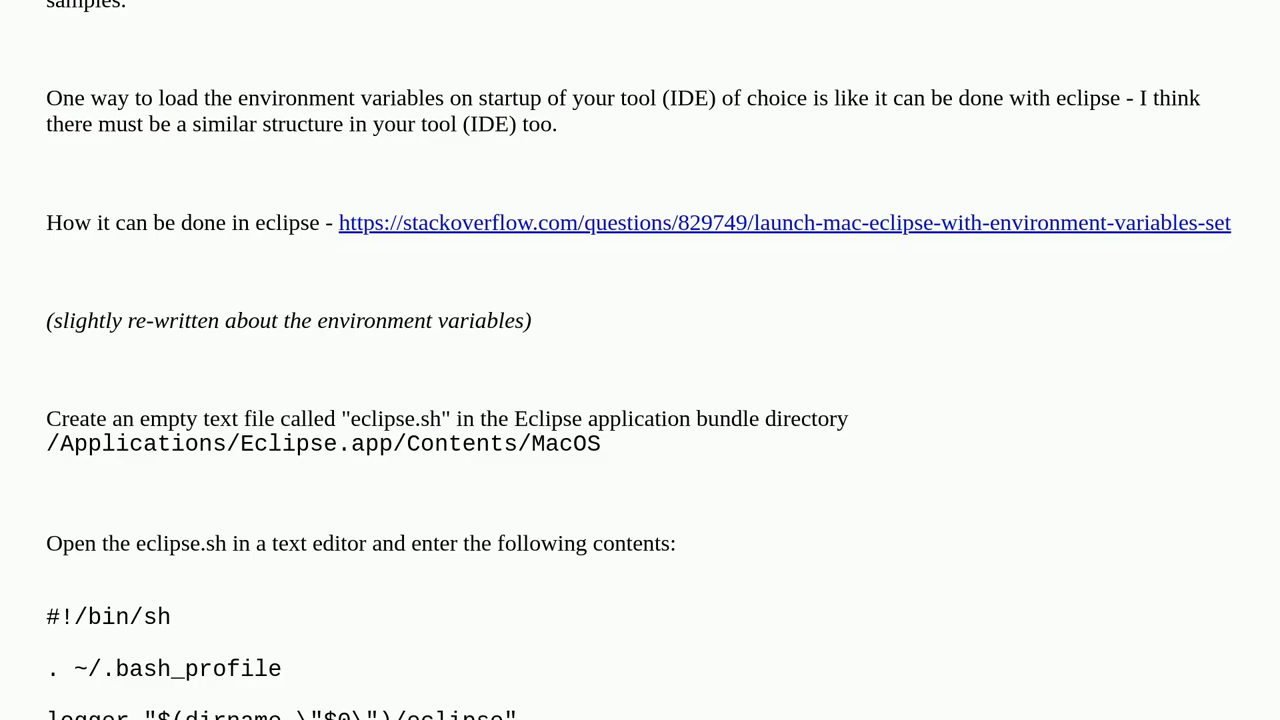 samples.
One way to load the environment variables on startup of your tool (IDE) of choice is like it can be done with eclipse - I think
there must be a similar structure in your tool (IDE) too.
How it can be done in eclipse - https://stackoverflow.com/questions/829749/launch-mac-eclipse-with-environment-variables-set
(slightly re-written about the environment variables)
Create an empty text file called "eclipse.sh" in the Eclipse application bundle directory
/Applications/Eclipse.app/Contents/MacOS
Open the eclipse.sh in a text editor and enter the following contents:
#!/bin/sh
. ~/.bash_profile
logger "$(dirname \"$0\")/eclipse"